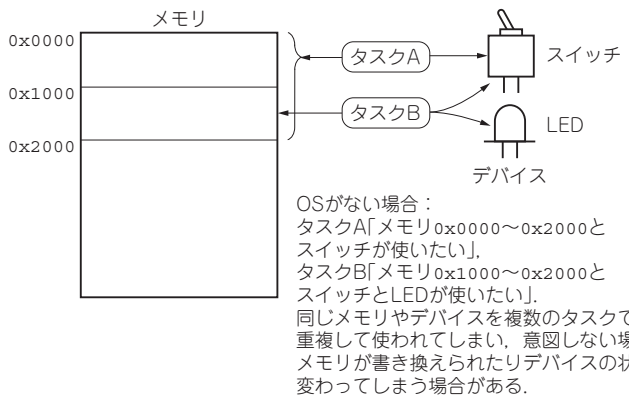 メモリ
0x0000
タスクA
スイッチ
0x1000
タスクB
LED
0x2000
デバイス
OSがない場合：
タスクA「メモリ0x0000～0x2000と
スイッチが使いたい」，
タスクB「メモリ0x1000～0x2000と
スイッチとLEDが使いたい」．
同じメモリやデバイスを複数のタスクで
重複して使われてしまい，意図しない場
メモリが書き換えられたりデバイスの状
変わってしまう場合がある．